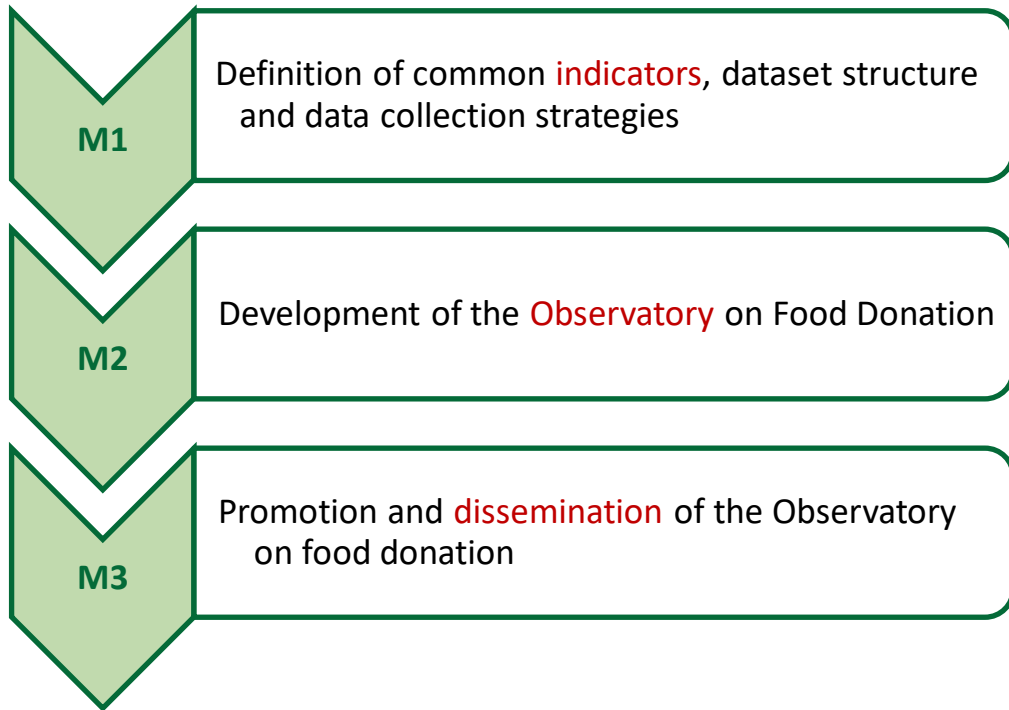 M1
Definition of common indicators, dataset structure
and data collection strategies
M2
Development of the Observatory on Food Donation
M3
Promotion and dissemination of the Observatory
on food donation